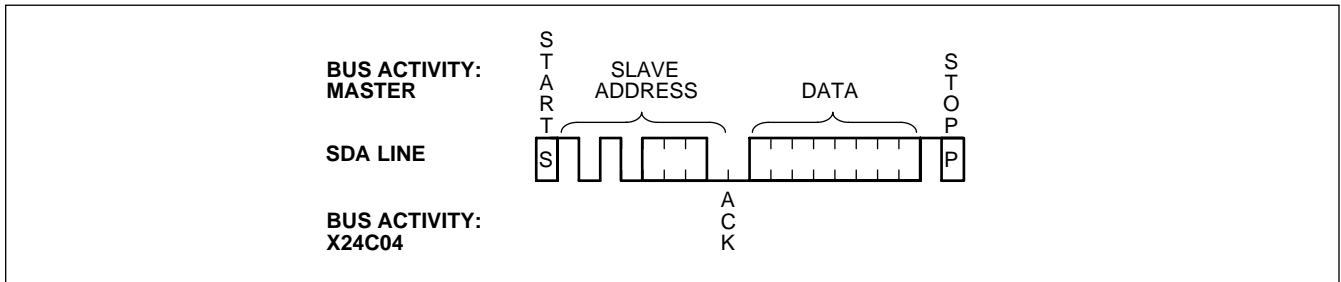 BUS ACTIVITY:
MASTER
START
SLAVE
ADDRESS
DATA
STOP
SDA LINE
S
P
ACK
BUS ACTIVITY:
X24C04